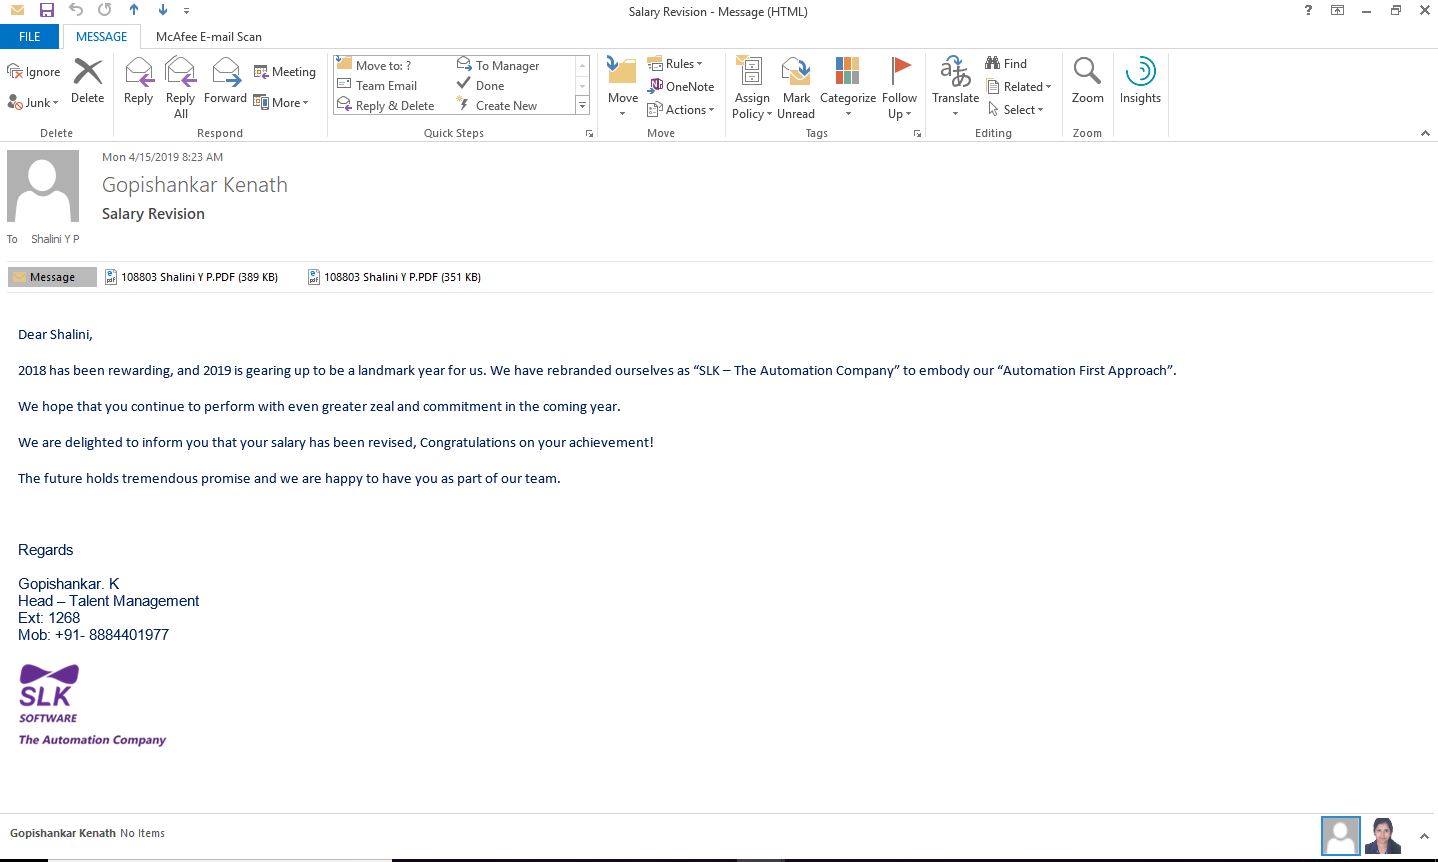 Salary Revision - Message (HTML)
?
FILE MESSAGE McAfee E-mail Scan
Ignore
Junk
Delete
Reply
Reply All
Forward
Meeting
More
Move to: ?
Team Email
Reply & Delete
To Manager
Done
Create New
Move
Rules
OneNote
Actions
Assign Policy
Mark Unread
Categorize
Follow Up
Translate
Find
Related
Select
Zoom
Insights
Delete Respond Quick Steps Move Tags Editing Zoom
Mon 4/15/2019 8:23 AM
Gopishankar Kenath
Salary Revision
To Shalini Y P
Message 108803 Shalini Y P.PDF (389 KB) 108803 Shalini Y P.PDF (351 KB)
Dear Shalini,
2018 has been rewarding, and 2019 is gearing up to be a landmark year for us. We have rebranded ourselves as “SLK – The Automation Company” to embody our “Automation First Approach”.
We hope that you continue to perform with even greater zeal and commitment in the coming year.
We are delighted to inform you that your salary has been revised, Congratulations on your achievement!
The future holds tremendous promise and we are happy to have you as part of our team.
Regards
Gopishankar. K
Head – Talent Management
Ext: 1268
Mob: +91- 8884401977
SLK
SOFTWARE
The Automation Company
Gopishankar Kenath No Items